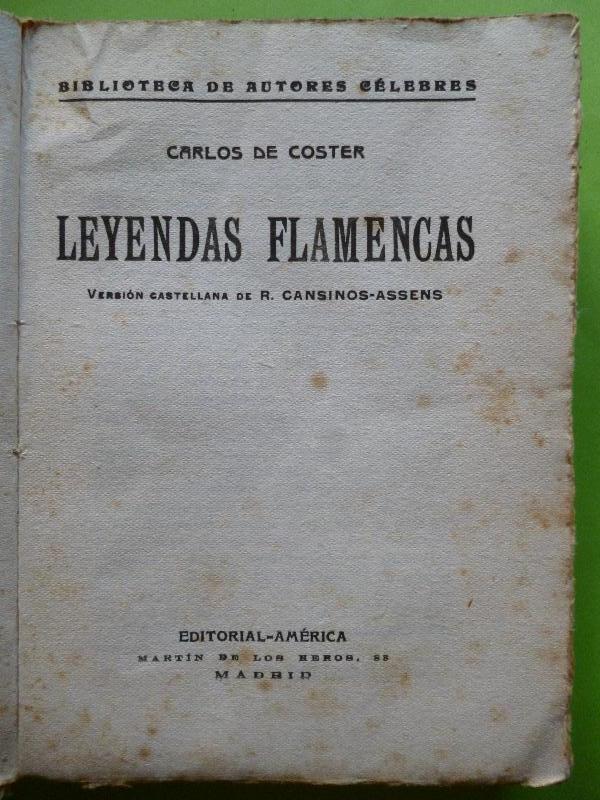 BIBLIOTECA DE AUTORES CÉLEBRES
CARLOS DE COSTER
LEYENDAS FLAMENCAS
VERSIÓN CASTELLANA DE R. CANSINOS-ASSENS
EDITORIAL-AMÉRICA
MARTÍN DE LOS HEROS, 83
MADRID